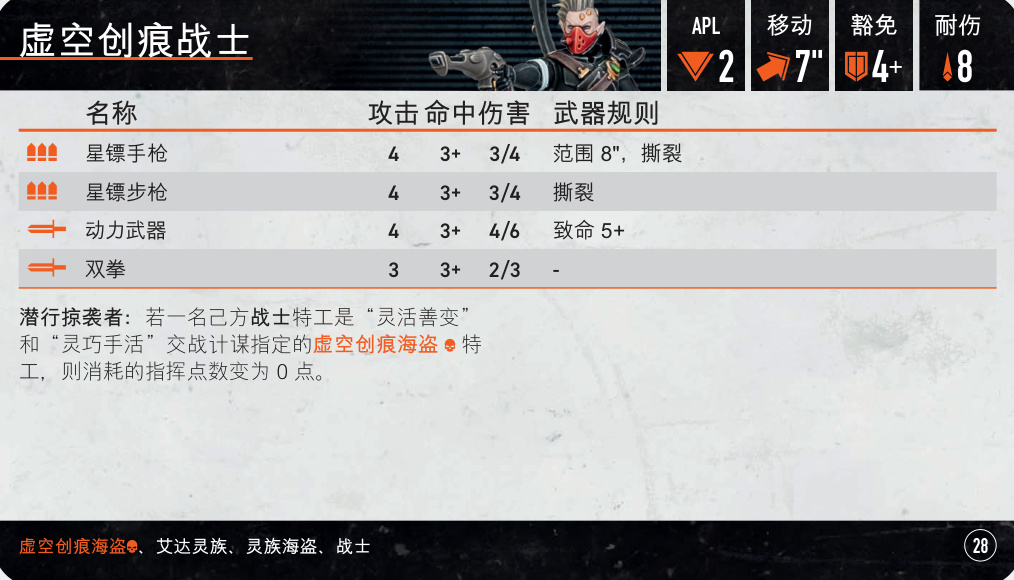 虚空创痕战士
APL 移动 豁免 耐伤
2 7" 4+ 8
名称 攻击 命中 伤害 武器规则
星镖手枪 4 3+ 3/4 范围 8"，撕裂
星镖步枪 4 3+ 3/4 撕裂
动力武器 4 3+ 4/6 致命 5+
双拳 3 3+ 2/3 -
潜行掠袭者：若一名己方战士特工是“灵活善变”
和“灵巧手活”交战计谋指定的虚空创痕海盗 特
工，则消耗的指挥点数变为 0 点。
虚空创痕海盗、艾达灵族、灵族海盗、战士
28